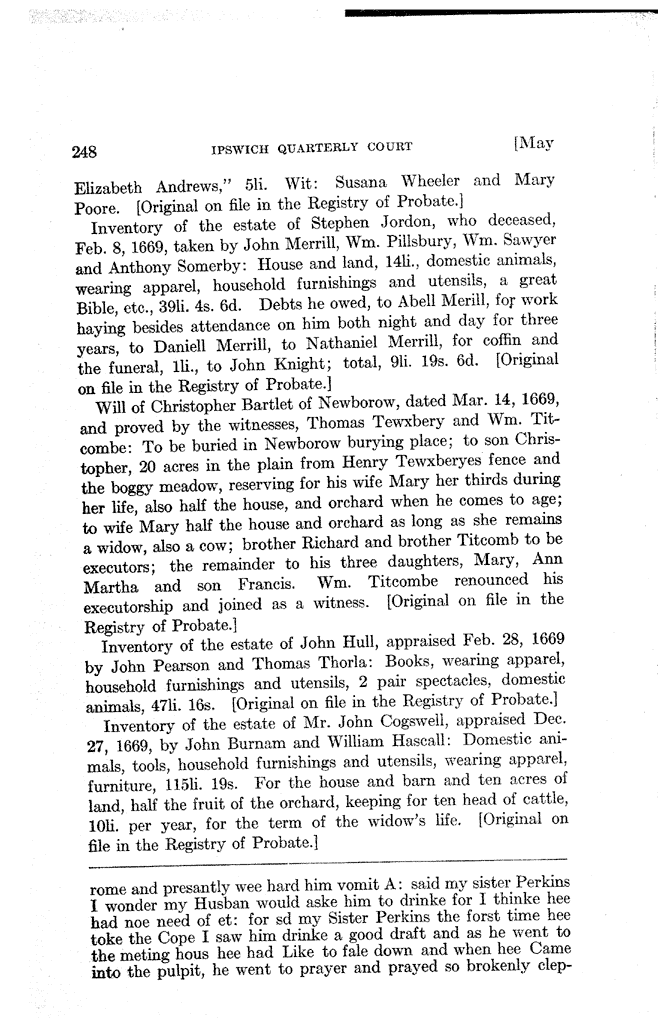 248 IPSWICH QUARTERLY COURT [May
Elizabeth Andrews," 5li. Wit: Susana Wheeler and Mary
Poore. [Original on file in the Registry of Probate.]
Inventory of the estate of Stephen Jordon, who deceased,
Feb. 8, 1669, taken by John Merrill, Wm. Pillsbury, Wm. Sawyer
and Anthony Somerby: House and land, 14li., domestic animals,
wearing apparel, household furnishings and utensils, a great
Bible, etc., 39li. 4s. 6d. Debts he owed, to Abell Merill, for work
haying besides attendance on him both night and day for three
years, to Daniell Merrill, to Nathaniel Merrill, for coffin and
the funeral, 1li., to John Knight; total, 9li. 19s. 6d. [Original
on file in the Registry of Probate.]
Will of Christopher Bartlet of Newborow, dated Mar. 14, 1669,
and proved by the witnesses, Thomas Tewxbery and Wm. Tit-
combe: To be buried in Newborow burying place; to son Chris-
topher, 20 acres in the plain from Henry Tewxberyes fence and
the boggy meadow, reserving for his wife Mary her thirds during
her life, also half the house, and orchard when he comes to age;
to wife Mary half the house and orchard as long as she remains
a widow, also a cow; brother Richard and brother Titcomb to be
executors; the remainder to his three daughters, Mary, Ann
Martha and son Francis. Wm. Titcombe renounced his
executorship and joined as a witness. [Original on file in the
Registry of Probate.]
Inventory of the estate of John Hull, appraised Feb. 28, 1669
by John Pearson and Thomas Thorla: Books, wearing apparel,
household furnishings and utensils, 2 pair spectacles, domestic
animals, 47li. 16s. [Original on file in the Registry of Probate.]
Inventory of the estate of Mr. John Cogswell, appraised Dec.
27, 1669, by John Burnam and William Hascall: Domestic ani-
mals, tools, household furnishings and utensils, wearing apparel,
furniture, 115li. 19s. For the house and barn and ten acres of
land, half the fruit of the orchard, keeping for ten head of cattle,
10li. per year, for the term of the widow's life. [Original on
file in the Registry of Probate.]
rome and presantly wee hard him vomit A: said my sister Perkins
I wonder my Husban would aske him to drinke for I thinke hee
had noe need of et: for sd my Sister Perkins the forst time hee
toke the Cope I saw him drinke a good draft and as he went to
the meting hous hee had Like to fale down and when hee Came
into the pulpit, he went to prayer and prayed so brokenly clep-